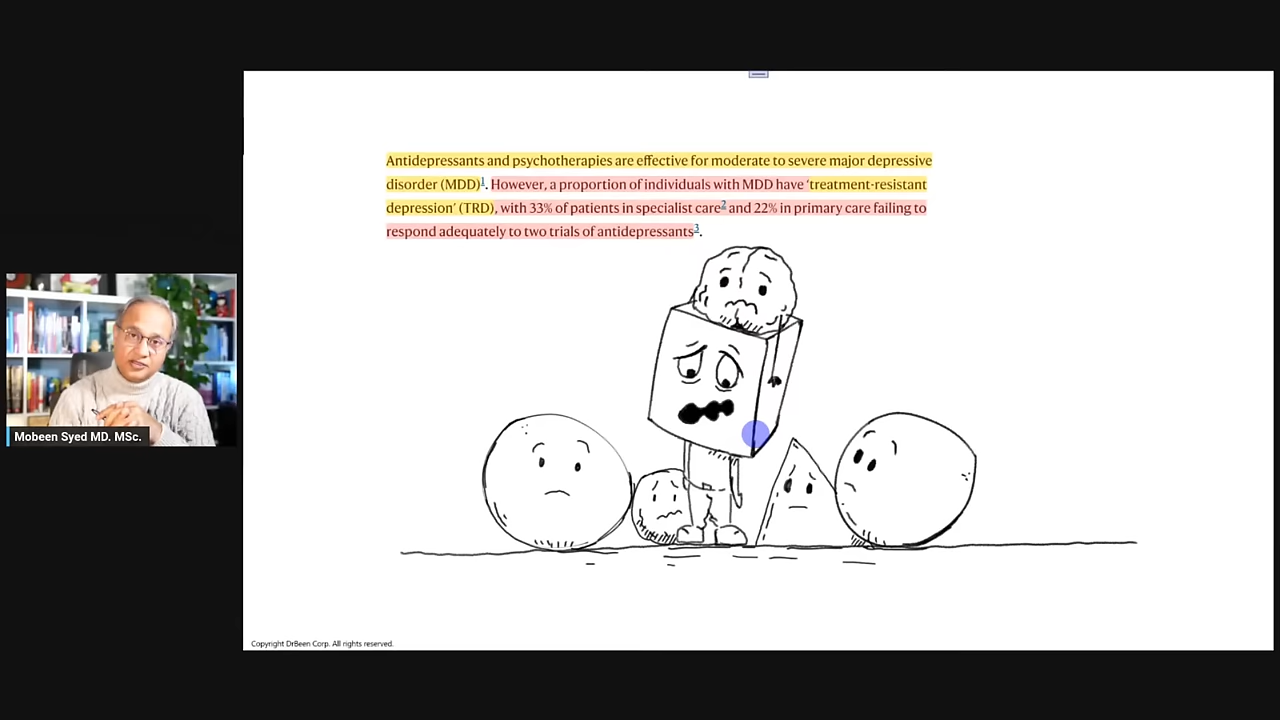 Antidepressants and psychotherapies are effective for moderate to severe major depressive
disorder (MDD)1. However, a proportion of individuals with MDD have ‘treatment-resistant
depression’ (TRD), with 33% of patients in specialist care2 and 22% in primary care failing to
respond adequately to two trials of antidepressants3.
Mobeen Syed MD. MSc.
Copyright DrBeen Corp. All rights reserved.